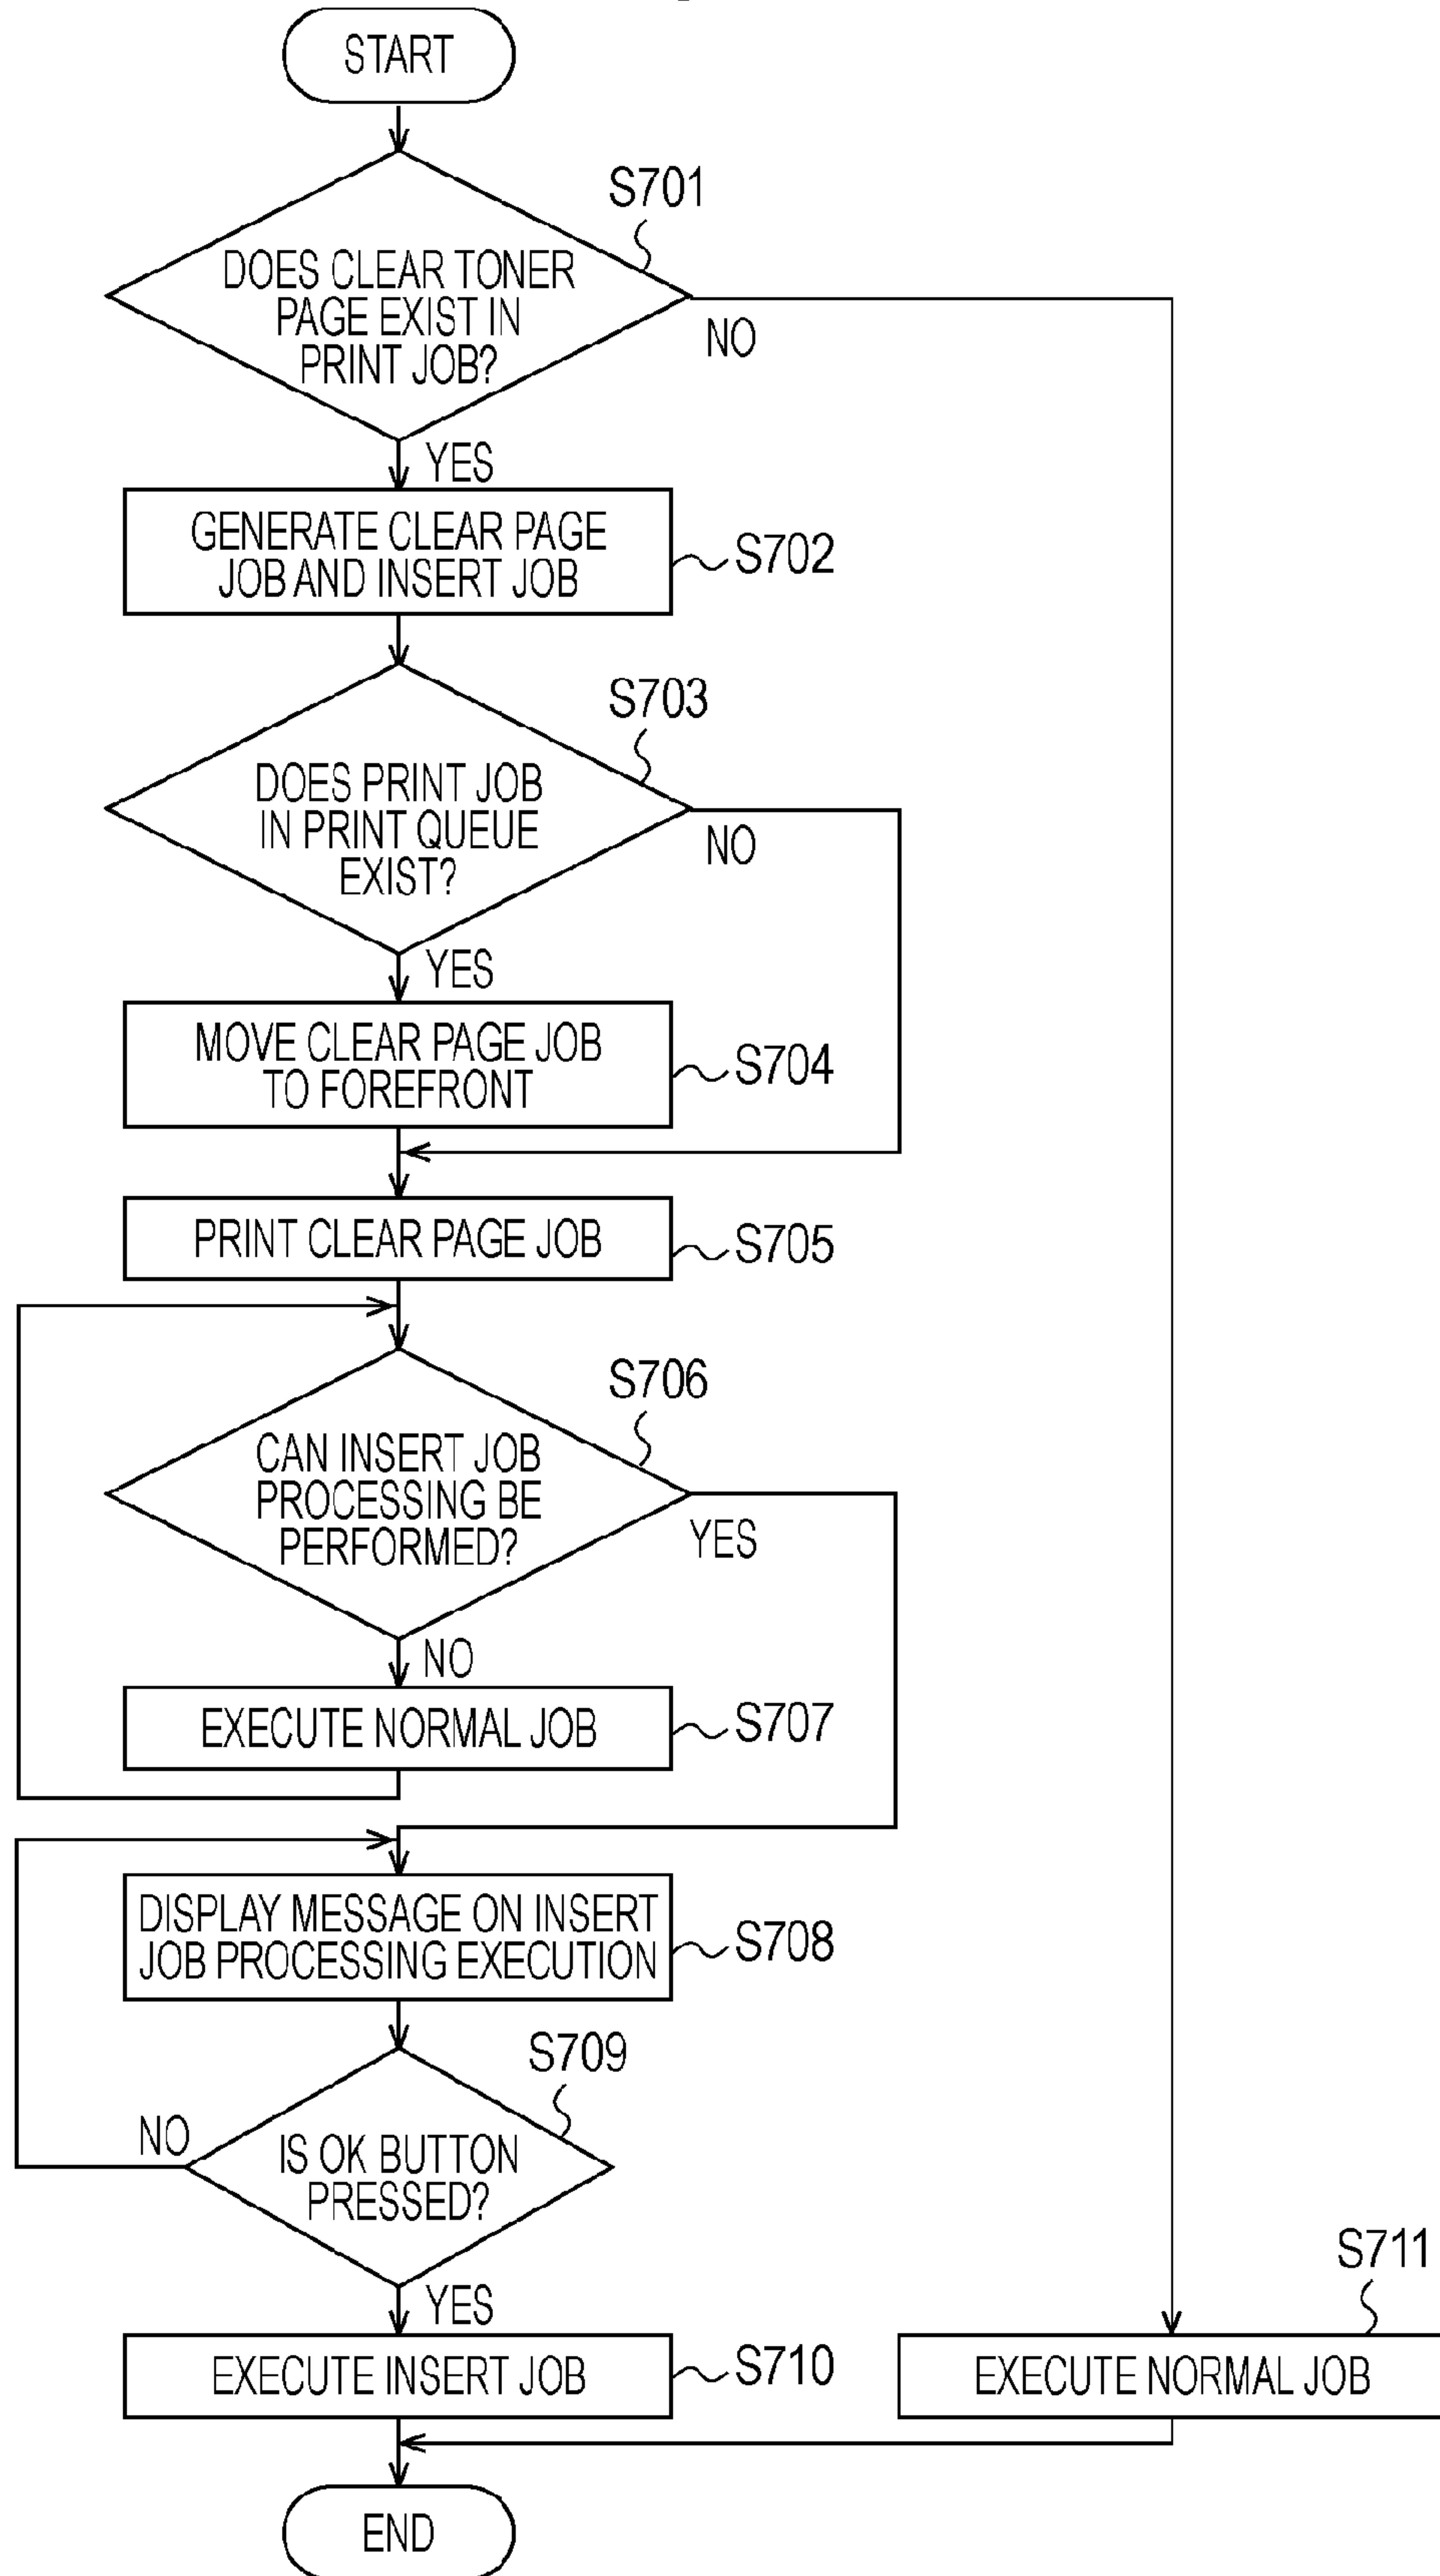 START
S701
DOES CLEAR TONER
PAGE EXIST IN
PRINT JOB?
NO
YES
GENERATE CLEAR PAGE
JOB AND INSERT JOB
S702
S703
DOES PRINT JOB
IN PRINT QUEUE
EXIST?
NO
YES
MOVE CLEAR PAGE JOB
TO FOREFRONT
S704
PRINT CLEAR PAGE JOB
S705
S706
CAN INSERT JOB
PROCESSING BE
PERFORMED?
YES
NO
EXECUTE NORMAL JOB
S707
DISPLAY MESSAGE ON INSERT
JOB PROCESSING EXECUTION
S708
S709
NO
IS OK BUTTON
PRESSED?
YES
S711
EXECUTE INSERT JOB
S710
EXECUTE NORMAL JOB
END